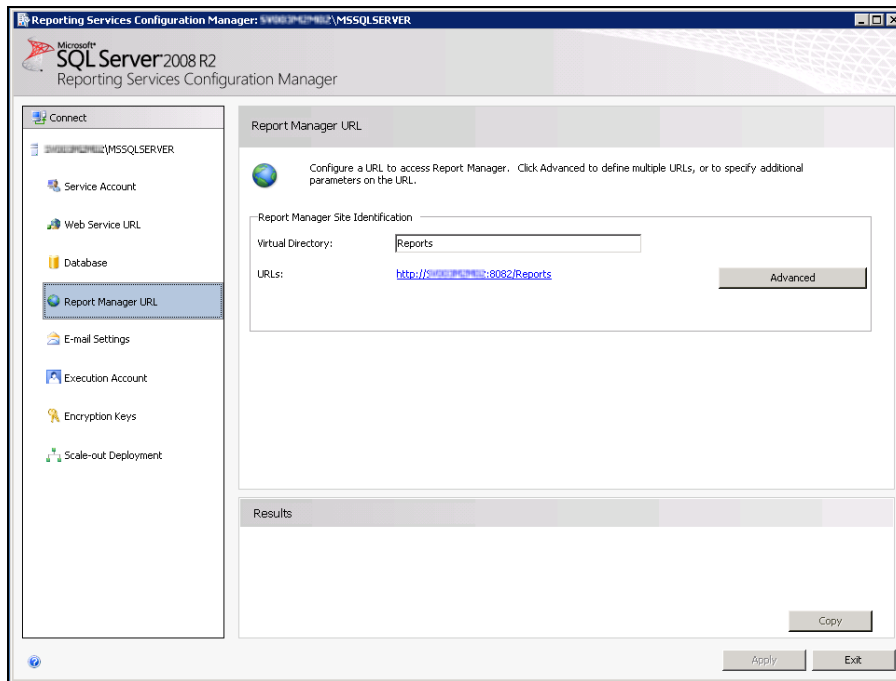 Reporting Services Configuration Manager: \MSSQLSERVER
Microsoft®
SQL Server 2008 R2
Reporting Services Configuration Manager
Connect
\MSSQLSERVER
Service Account
Web Service URL
Database
Report Manager URL
E-mail Settings
Execution Account
Encryption Keys
Scale-out Deployment
Report Manager URL
Configure a URL to access Report Manager.  Click Advanced to define multiple URLs, or to specify additional
parameters on the URL.
Report Manager Site Identification
Virtual Directory:
Reports
URLs:
http:// :8082/Reports
Advanced
Results
Copy
Apply
Exit